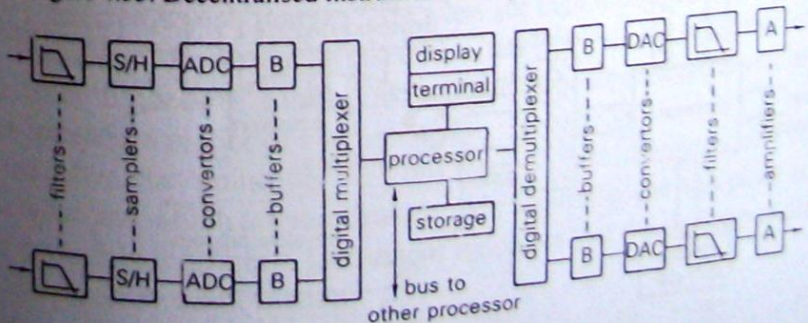 Decentralised
S/H
ADC
B
display
terminal
B
DAC
A
filters
samplers
convertors
buffers
digital multiplexer
processor
storage
digital demultiplexer
buffers
convertors
filters
amplifiers
S/H
ADC
B
bus to
other processor
B
DAC
A